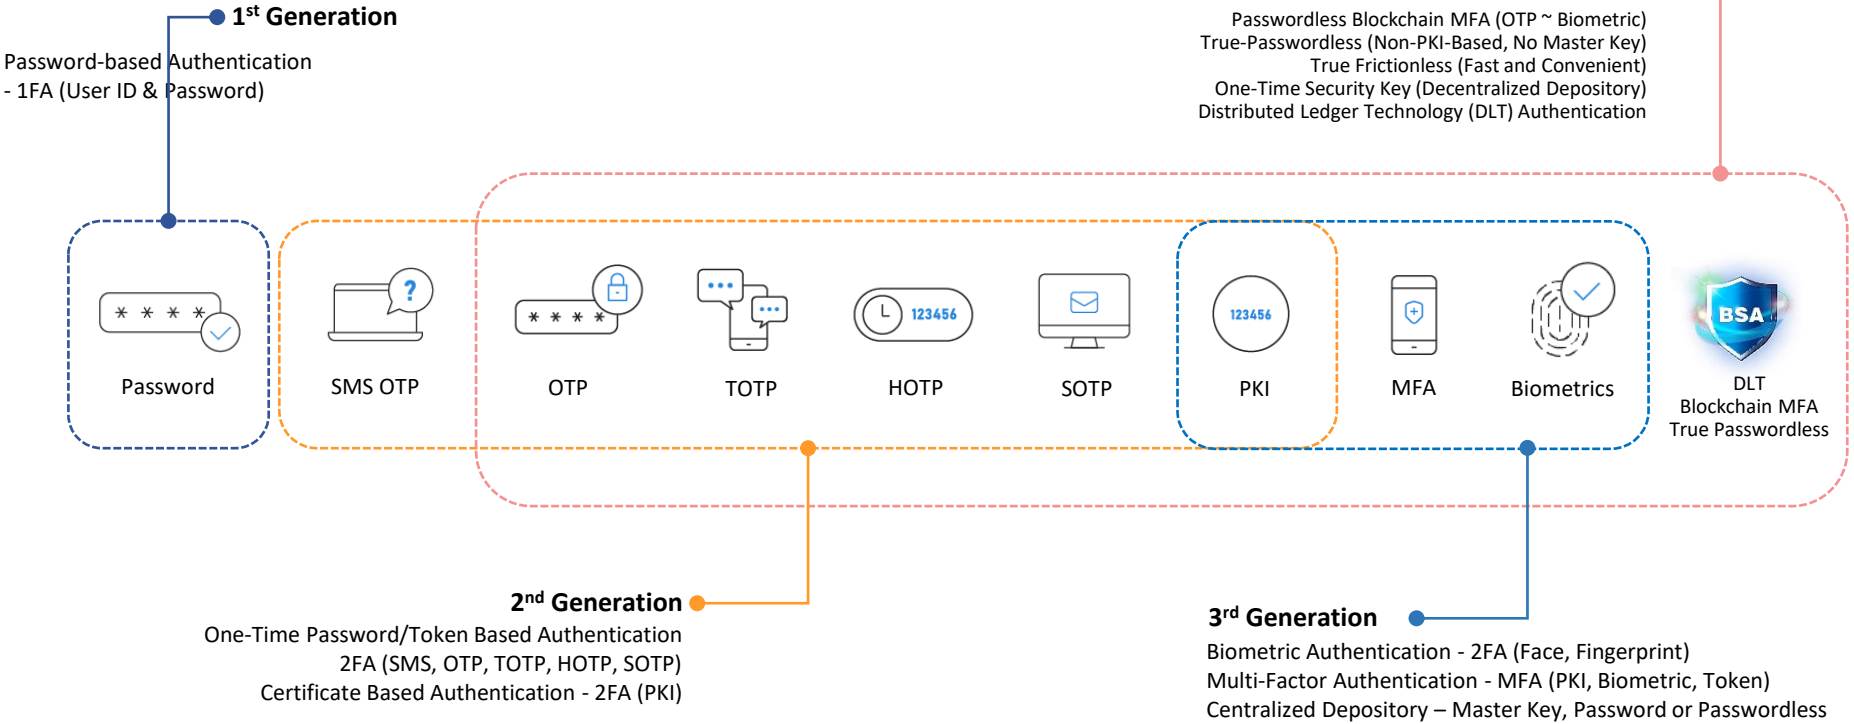 1st Generation
Password-based Authentication
- 1FA (User ID & Password)
Passwordless Blockchain MFA (OTP ~ Biometric)
True-Passwordless (Non-PKI-Based, No Master Key)
True Frictionless (Fast and Convenient)
One-Time Security Key (Decentralized Depository)
Distributed Ledger Technology (DLT) Authentication
* * * *
Password
?
SMS OTP
* * * *
OTP
TOTP
123456
HOTP
SOTP
123456
PKI
MFA
Biometrics
BSA
DLT
Blockchain MFA
True Passwordless
2nd Generation
One-Time Password/Token Based Authentication
2FA (SMS, OTP, TOTP, HOTP, SOTP)
Certificate Based Authentication - 2FA (PKI)
3rd Generation
Biometric Authentication - 2FA (Face, Fingerprint)
Multi-Factor Authentication - MFA (PKI, Biometric, Token)
Centralized Depository – Master Key, Password or Passwordless